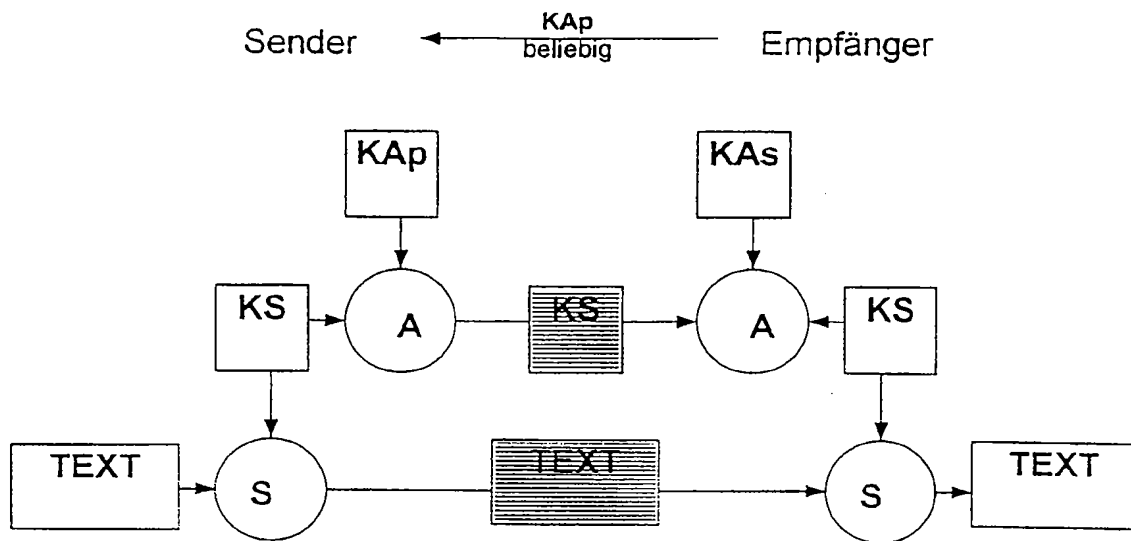 Sender
KAp
beliebig
Empfänger
KAp
KAs
KS
A
KS
A
KS
TEXT
S
TEXT
S
TEXT